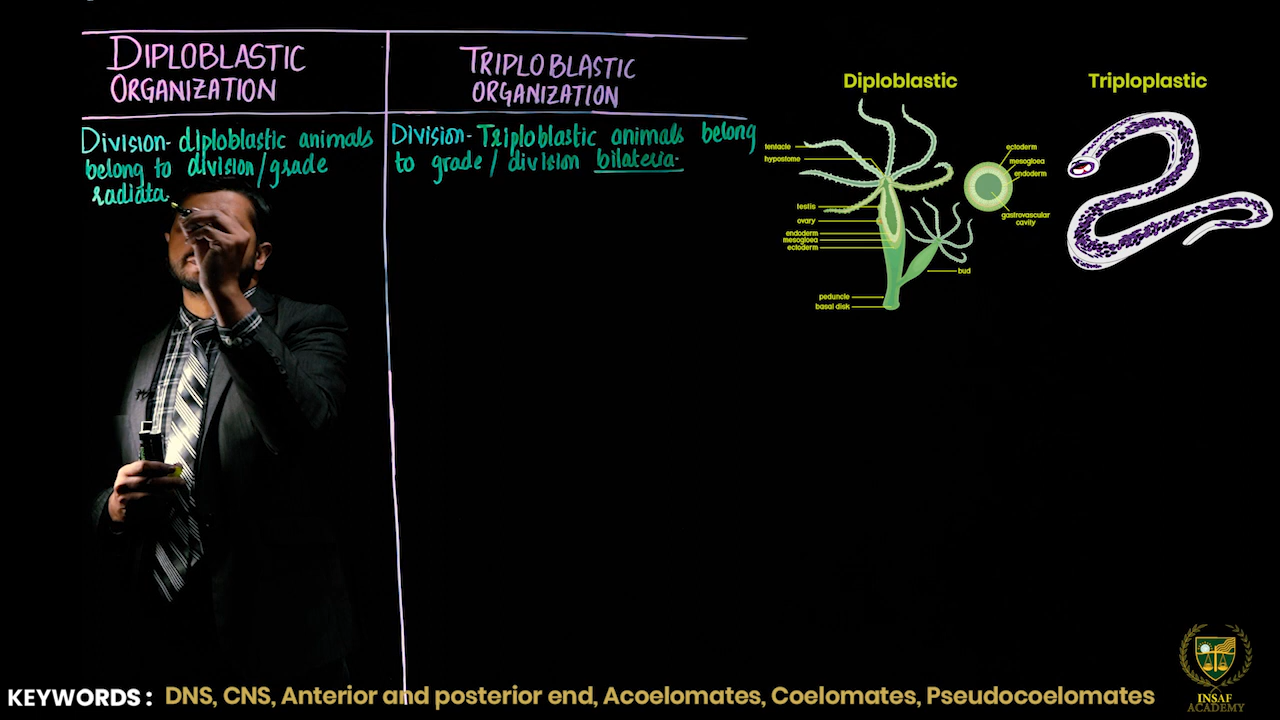 DIPLOBLASTIC
ORGANIZATION
TRIPLOBLASTIC
ORGANIZATION
Division- diploblastic animals
belong to division/grade
radiata.
Division- Triploblastic animals belong
to grade / division bilateria-
Diploblastic
Triploplastic
tentacle
hypostome
testis
ovary
endoderm
mesogloea
ectoderm
peduncle
basal disk
bud
ectoderm
mesogloea
endoderm
gastrovascular
cavity
KEYWORDS : DNS, CNS, Anterior and posterior end, Acoelomates, Coelomates, Pseudocoelomates
INSAF
ACADEMY